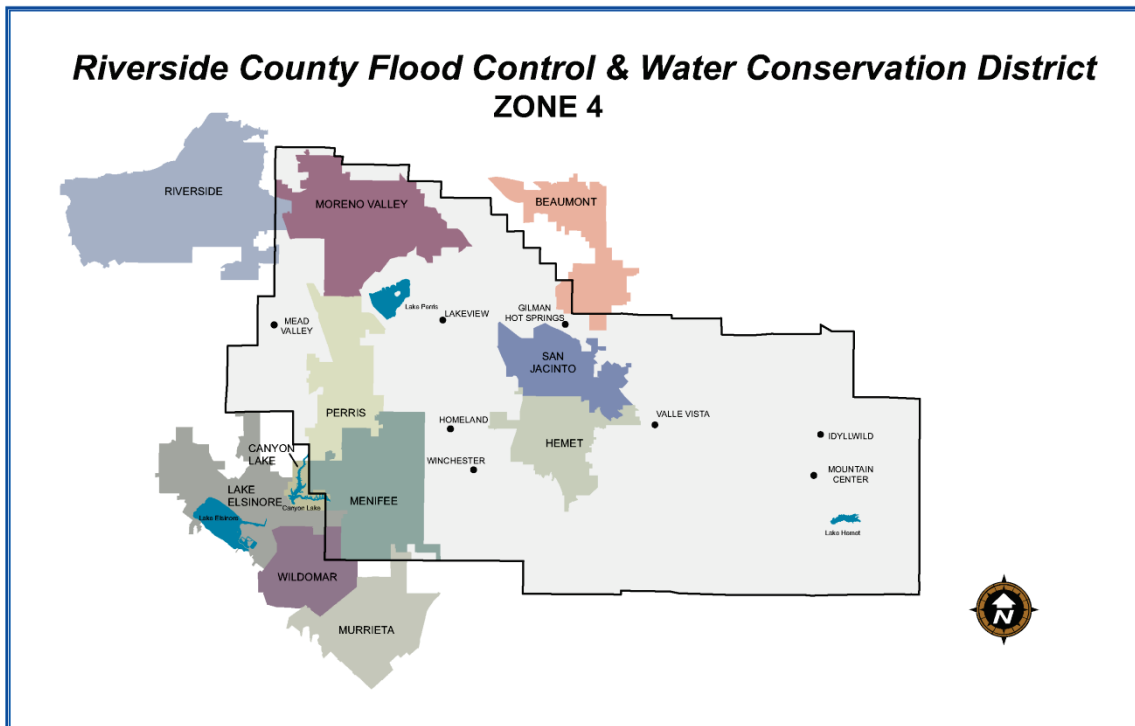 Riverside County Flood Control & Water Conservation District
ZONE 4
RIVERSIDE
MORENO VALLEY
BEAUMONT
Lake Perris
LAKEVIEW
GILMAN
HOT SPRINGS
MEAD
VALLEY
SAN
JACINTO
PERRIS
HOMELAND
VALLE VISTA
HEMET
IDYLLWILD
CANYON
LAKE
WINCHESTER
MOUNTAIN
CENTER
LAKE
ELSINORE
MENIFEE
Canyon Lake
Lake Elsinore
Lake Hemet
WILDOMAR
MURRIETA
N